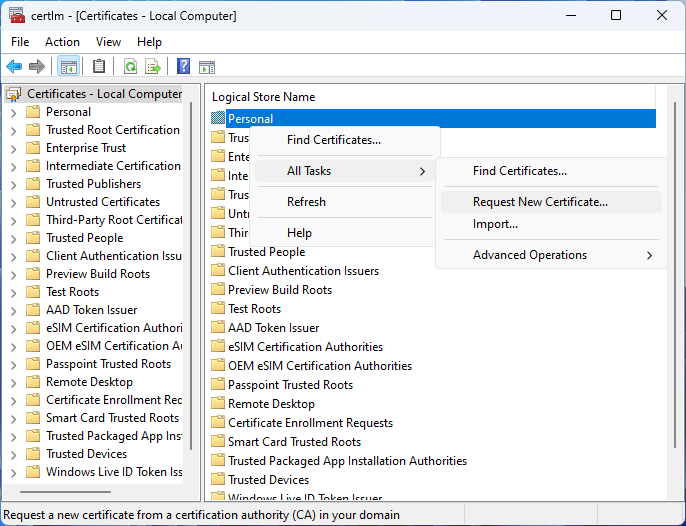 certlm - [Certificates - Local Computer]
File Action View Help
Certificates - Local Computer
Personal
Trusted Root Certification
Enterprise Trust
Intermediate Certification
Trusted Publishers
Untrusted Certificates
Third-Party Root Certificat
Trusted People
Client Authentication Issue
Preview Build Roots
Test Roots
AAD Token Issuer
eSIM Certification Authori
OEM eSIM Certification Au
Passpoint Trusted Roots
Remote Desktop
Certificate Enrollment Req
Smart Card Trusted Roots
Trusted Packaged App Inst
Trusted Devices
Windows Live ID Token Iss
Logical Store Name
Personal
Trus
Ente
Inte
Trus
Untr
Thir
Trusted People
Client Authentication Issuers
Preview Build Roots
Test Roots
AAD Token Issuer
eSIM Certification Authorities
OEM eSIM Certification Authorities
Passpoint Trusted Roots
Remote Desktop
Certificate Enrollment Requests
Smart Card Trusted Roots
Trusted Packaged App Installation Authorities
Trusted Devices
Windows Live ID Token Issuer
Find Certificates...
All Tasks
Refresh
Help
Find Certificates...
Request New Certificate...
Import...
Advanced Operations
Request a new certificate from a certification authority (CA) in your domain